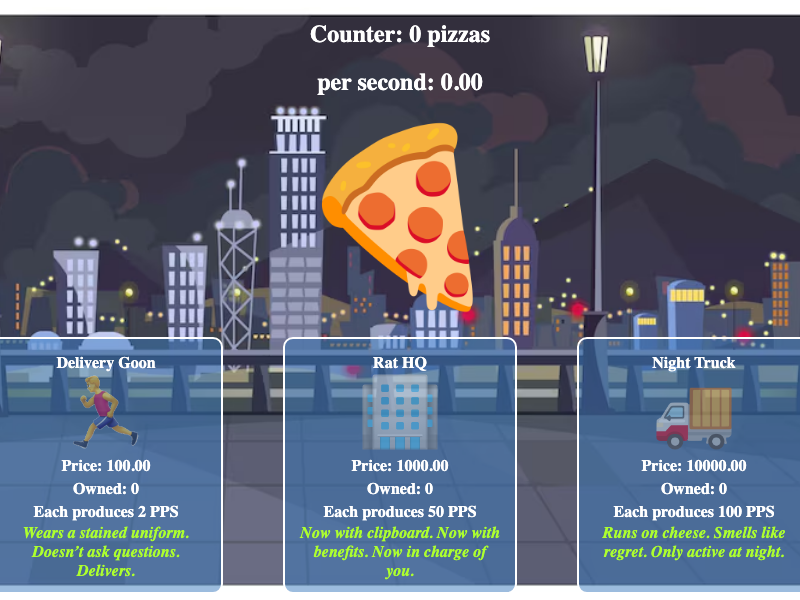 Counter: 0 pizzas
per second: 0.00
Delivery Goon
Price: 100.00
Owned: 0
Each produces 2 PPS
Wears a stained uniform.
Doesn’t ask questions.
Delivers.
Rat HQ
Price: 1000.00
Owned: 0
Each produces 50 PPS
Now with clipboard. Now with
benefits. Now in charge of
you.
Night Truck
Price: 10000.00
Owned: 0
Each produces 100 PPS
Runs on cheese. Smells like
regret. Only active at night.